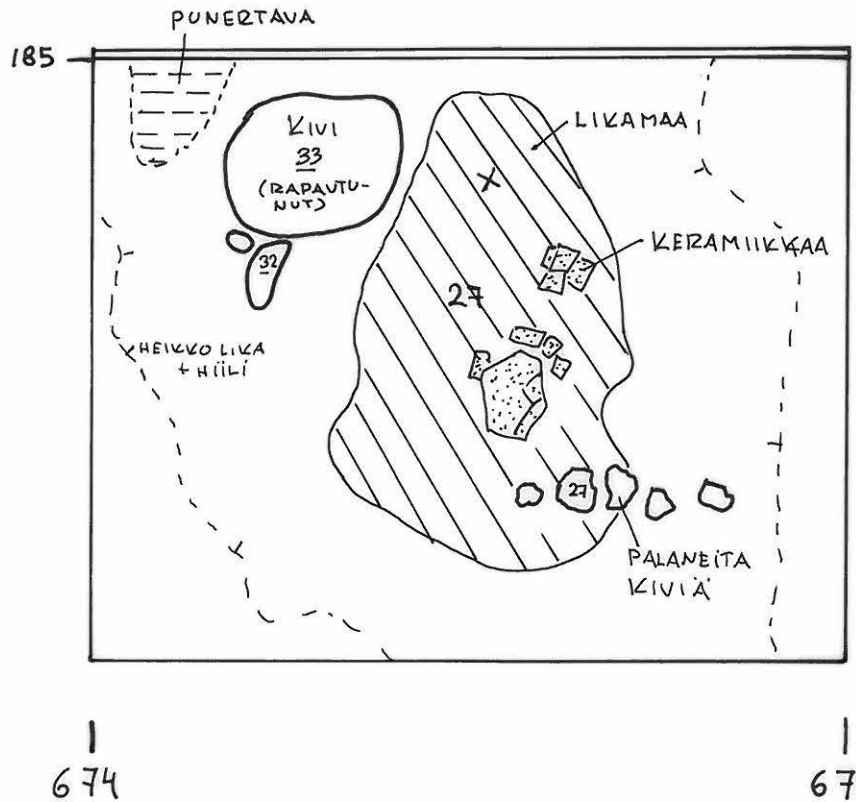 PUNERTAVA
185
KIVI
33
(RAPAUTU-
NUT)
LIKAMAA
X
32
KERAMIIKKAA
27
HEIKKO LIKA
+ HIILI
27
PALANEITA
KIVIÄ
674
67